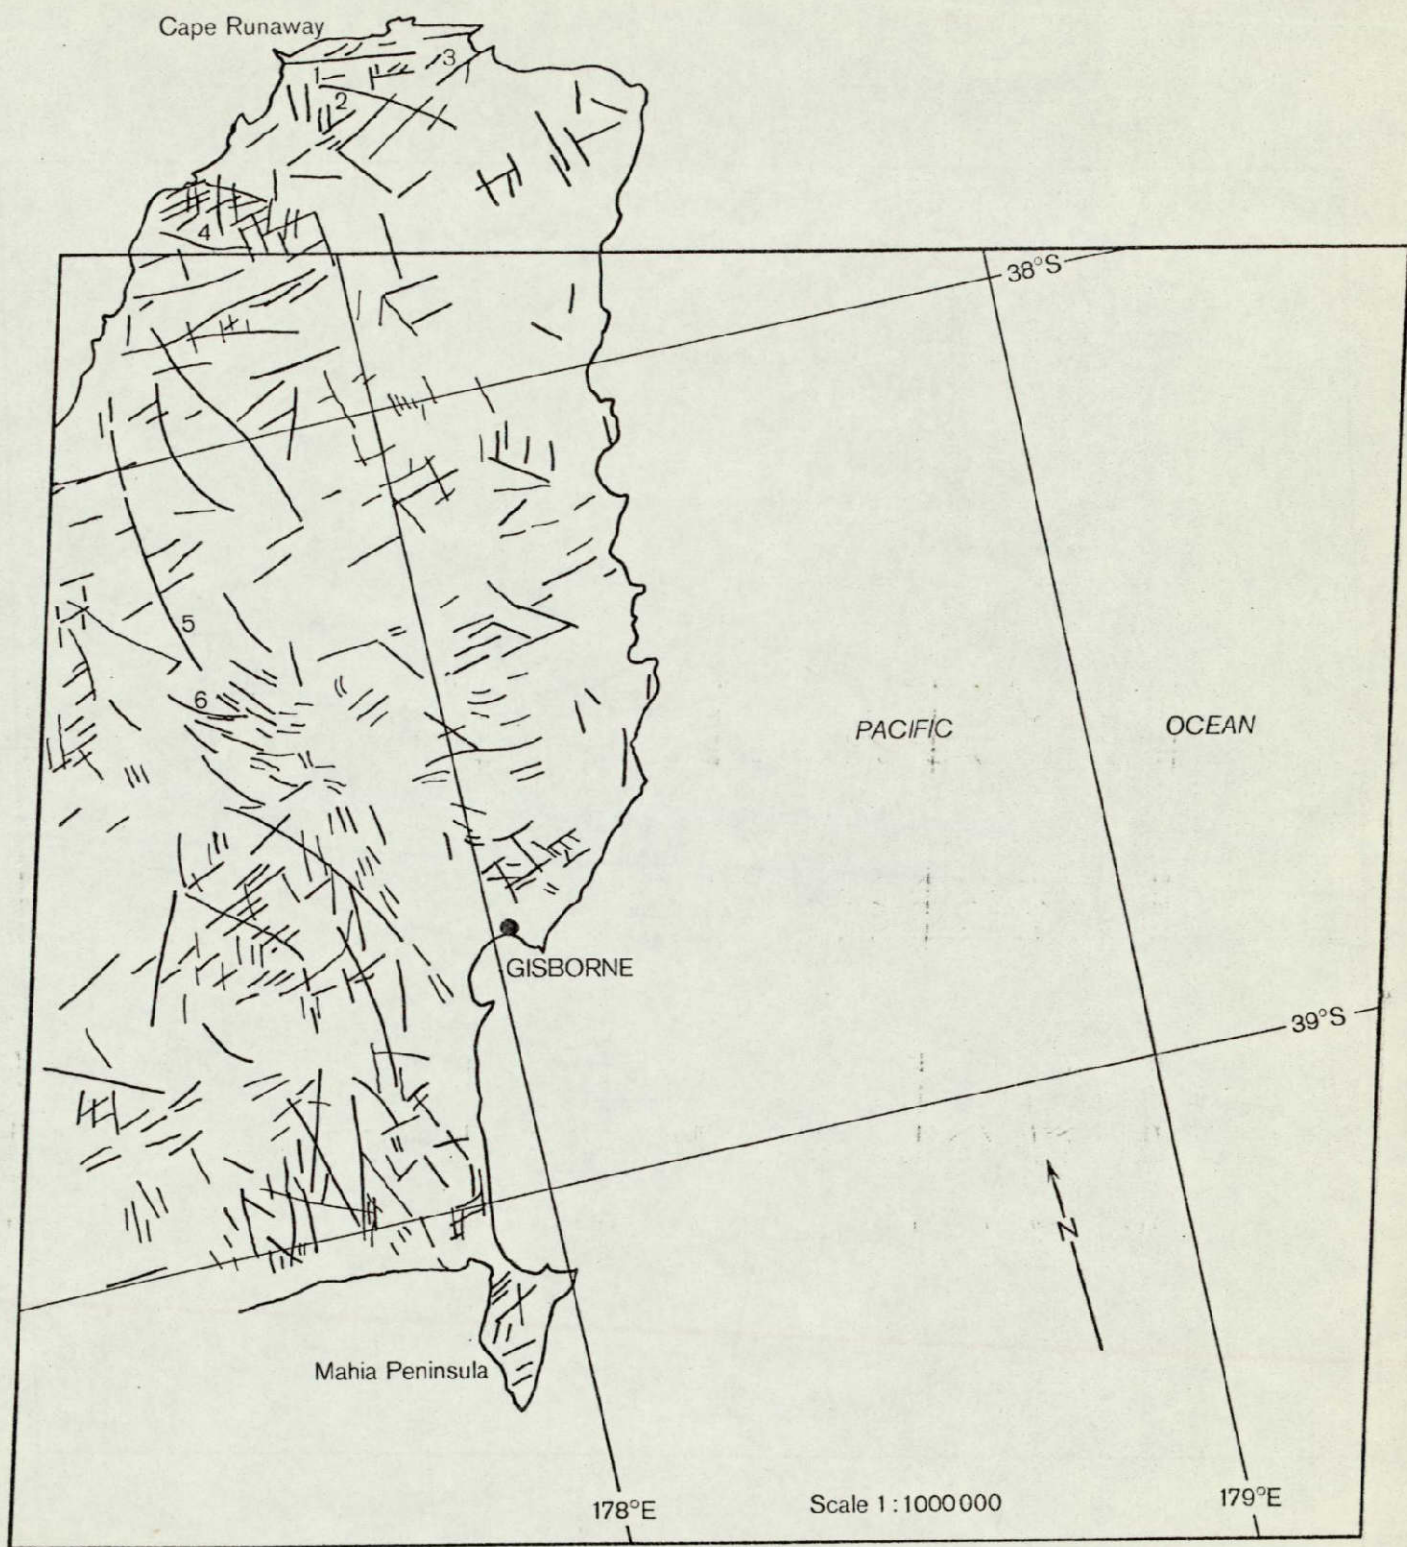 Cape Runaway
3
1
2
4
38°S
5
6
PACIFIC OCEAN
GISBORNE
39°S
N
Mahia Peninsula
178°E
Scale 1:1000000
179°E